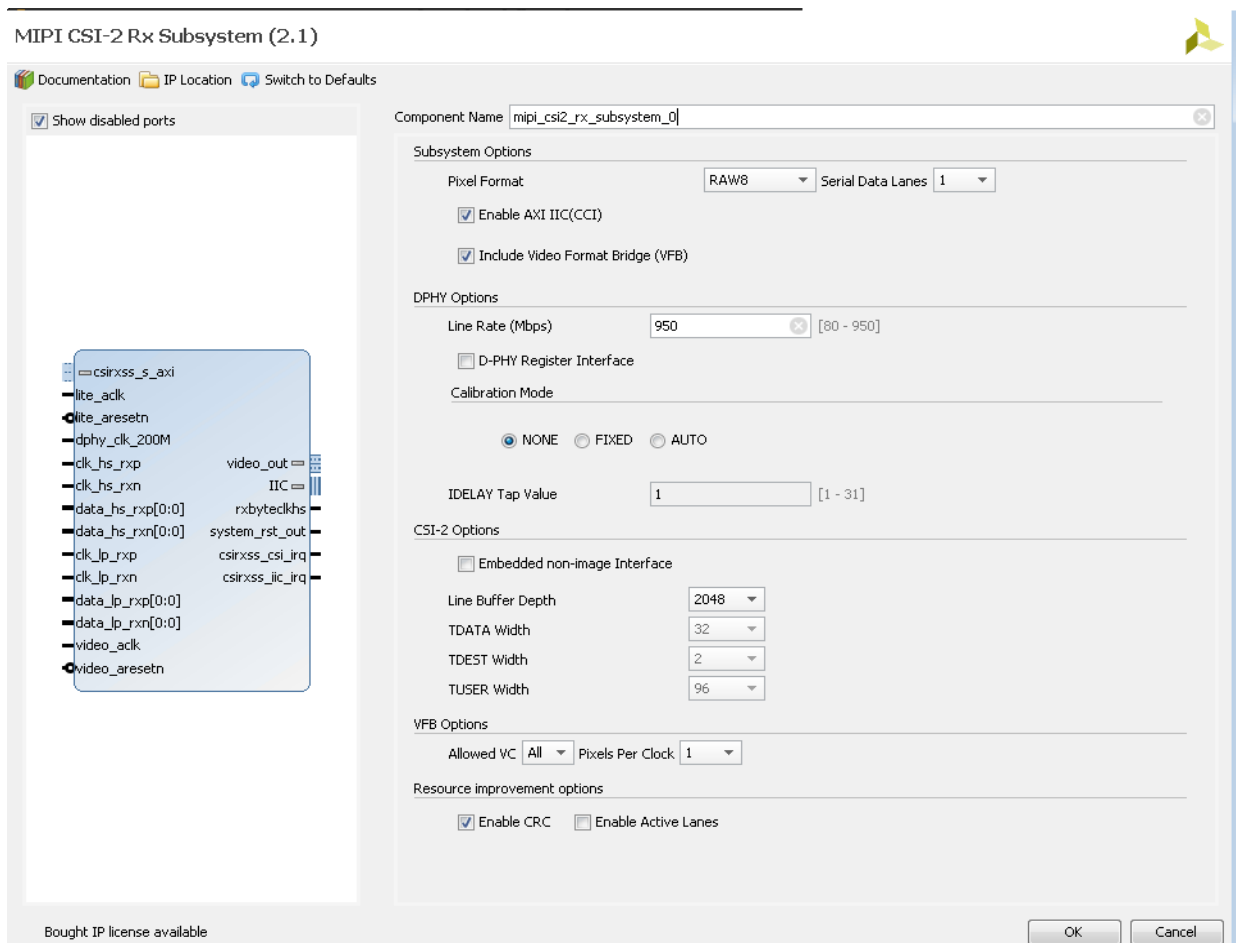 MIPI CSI-2 Rx Subsystem (2.1)
Documentation IP Location Switch to Defaults
Show disabled ports
csirxss_s_axi
lite_aclk
lite_aresetn
dphy_clk_200M
clk_hs_rxp video_out
clk_hs_rxn IIC
data_hs_rxp[0:0] rxbyteclkhs
data_hs_rxn[0:0] system_rst_out
clk_lp_rxp csirxss_csi_irq
clk_lp_rxn csirxss_iic_irq
data_lp_rxp[0:0]
data_lp_rxn[0:0]
video_aclk
video_aresetn
Component Name mipi_csi2_rx_subsystem_0
Subsystem Options
Pixel Format RAW8 Serial Data Lanes 1
Enable AXI IIC(CCI)
Include Video Format Bridge (VFB)
DPHY Options
Line Rate (Mbps) 950 [80 - 950]
D-PHY Register Interface
Calibration Mode
NONE FIXED AUTO
IDELAY Tap Value 1 [1 - 31]
CSI-2 Options
Embedded non-image Interface
Line Buffer Depth 2048
TDATA Width 32
TDEST Width 2
TUSER Width 96
VFB Options
Allowed VC All Pixels Per Clock 1
Resource improvement options
Enable CRC Enable Active Lanes
Bought IP license available
OK Cancel